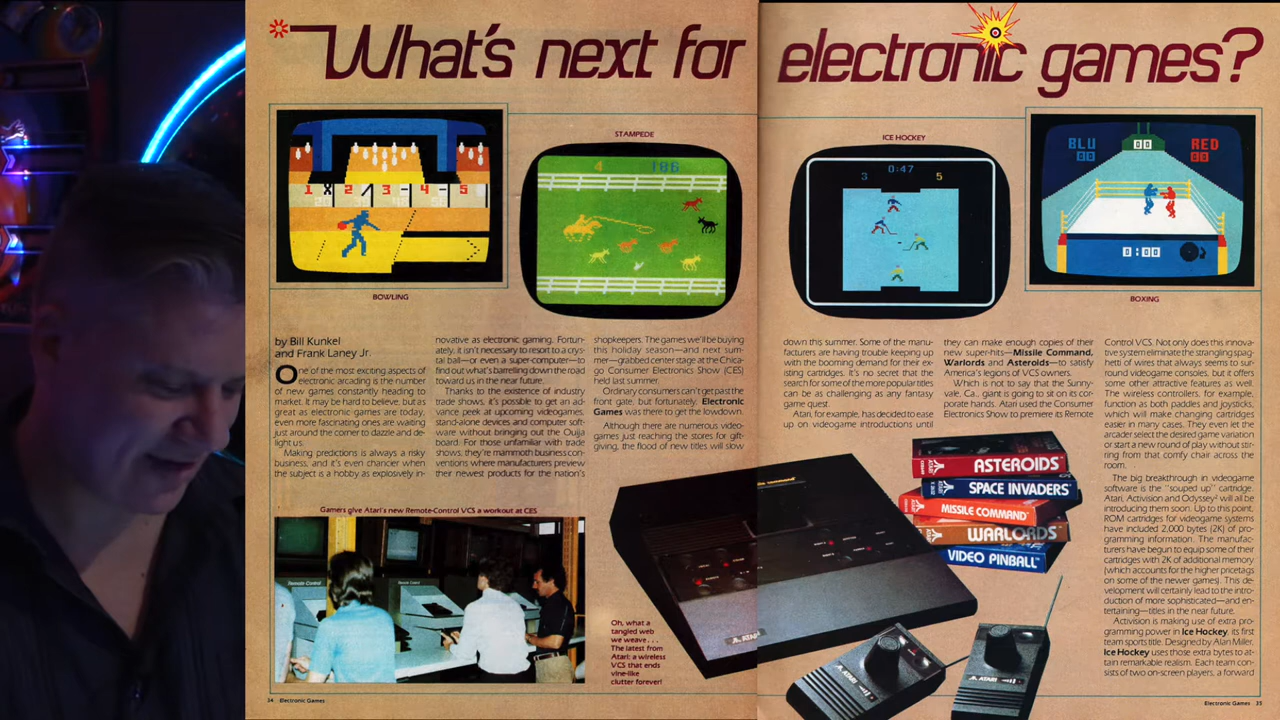 What's next for electronic games?
STAMPEDE
ICE HOCKEY
4 186
3 0:47 5
BLU 00 RED
00 00
1 X 2 / 3 - 4 - 5
0:00
BOWLING
BOXING
by Bill Kunkel
and Frank Laney Jr.
One of the most exciting aspects of
electronic arcading is the number
of new games constantly heading to
market. It may be hard to believe, but as
great as electronic games are today,
even more fascinating ones are waiting
just around the corner to dazzle and de-
light us.
Making predictions is always a risky
business, and it's even chancier when
the subject is a hobby as explosively in-
novative as electronic gaming. Fortun-
ately, it isn't necessary to resort to a crys-
tal ball—or even a super-computer—to
find out what's barrelling down the road
toward us in the near future.
Thanks to the existence of industry
trade shows, it's possible to get an ad-
vance peek at upcoming videogames,
stand-alone devices and computer soft-
ware without bringing out the Ouija
board. For those unfamiliar with trade
shows, they're mammoth business con-
ventions where manufacturers preview
their newest products for the nation's
shopkeepers. The games we'll be buying
this holiday season—and next sum-
mer—grabbed center stage at the Chica-
go Consumer Electronics Show (CES)
held last summer.
Ordinary consumers can't get past the
front gate, but fortunately, Electronic
Games was there to get the lowdown.
Although there are numerous video-
games just reaching the stores for gift-
giving, the flood of new titles will slow
down this summer. Some of the manu-
facturers are having trouble keeping up
with the booming demand for their ex-
isting cartridges. It's no secret that the
search for some of the more popular titles
can be as challenging as any fantasy
game quest.
Atari, for example, has decided to ease
up on videogame introductions until
they can make enough copies of their
new super-hits—Missile Command,
Warlords and Asteroids—to satisfy
America's legions of VCS owners.
Which is not to say that the Sunny-
vale, Ca., giant is going to sit on its cor-
porate hands. Atari used the Consumer
Electronics Show to premiere its Remote
Control VCS. Not only does this innova-
tive system eliminate the strangling spag-
hetti of wires that always seems to sur-
round videogame consoles, but it offers
some other attractive features as well.
The wireless controllers, for example,
function as both paddles and joysticks,
which will make changing cartridges
easier in many cases. They even let the
arcader select the desired game variation
or start a new round of play without stir-
ring from that comfy chair across the
room.
The big breakthrough in videogame
software is the "souped up" cartridge.
Atari, Activision and Odyssey² will all be
introducing them soon. Up to this point,
ROM cartridges for videogame systems
have included 2,000 bytes (2K) of pro-
gramming information. The manufac-
turers have begun to equip some of their
cartridges with 2K of additional memory
(which accounts for the higher pricetags
on some of the newer games). This de-
velopment will certainly lead to the intro-
duction of more sophisticated—and en-
tertaining—titles in the near future.
Activision is making use of extra pro-
gramming power in Ice Hockey, its first
team sports title. Designed by Alan Miller,
Ice Hockey uses those extra bytes to at-
tain remarkable realism. Each team con-
sists of two on-screen players, a forward
Gamers give Atari's new Remote-Control VCS a workout at CES
Remote Control
Remote Control
Oh, what a
tangled web
we weave . . .
The latest from
Atari: a wireless
VCS that ends
vine-like
clutter forever!
ASTEROIDS
SPACE INVADERS
MISSILE COMMAND
WARLORDS
VIDEO PINBALL
ATARI
ATARI
ATARI
34 Electronic Games
Electronic Games 35